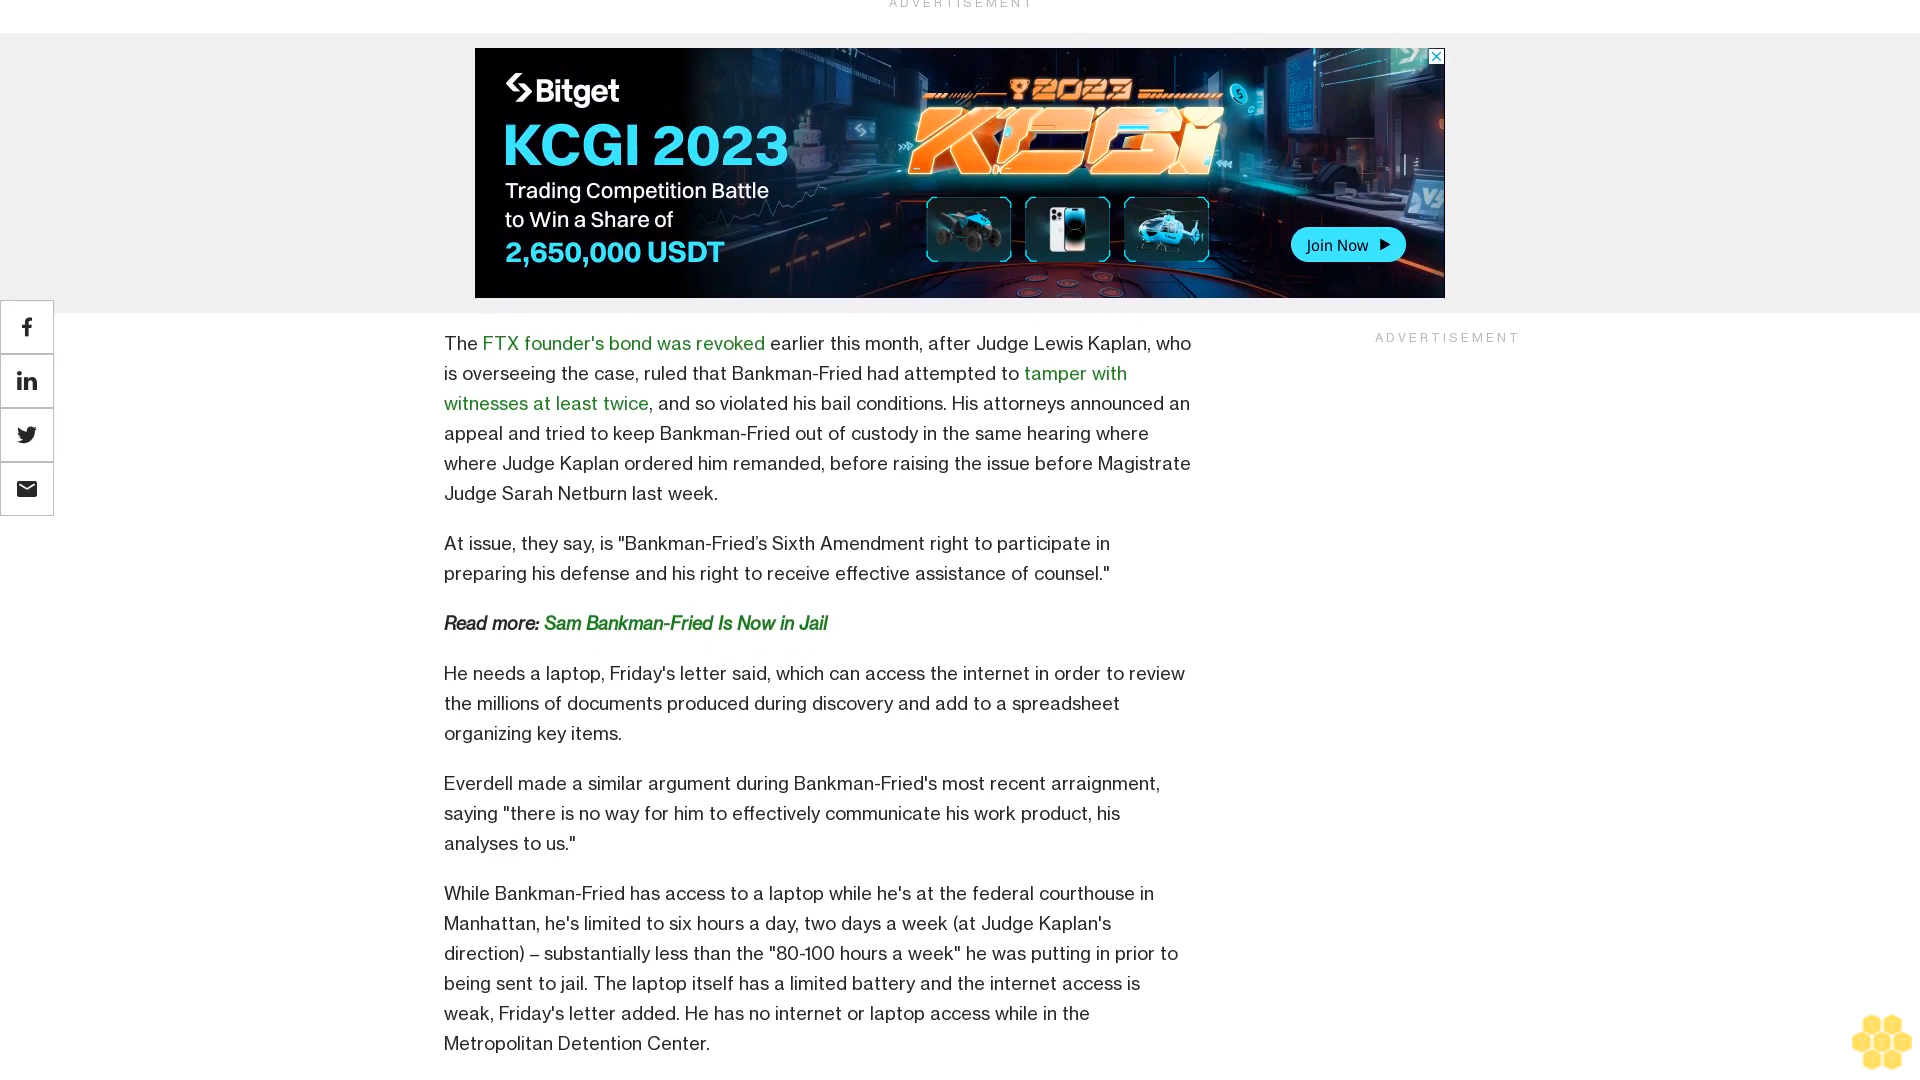 ADVERTISEMENT
Bitget
KCGI 2023
Trading Competition Battle
to Win a Share of
2,650,000 USDT
2023
KCGI
Join Now
ADVERTISEMENT
The FTX founder's bond was revoked earlier this month, after Judge Lewis Kaplan, who
is overseeing the case, ruled that Bankman-Fried had attempted to tamper with
witnesses at least twice, and so violated his bail conditions. His attorneys announced an
appeal and tried to keep Bankman-Fried out of custody in the same hearing where
where Judge Kaplan ordered him remanded, before raising the issue before Magistrate
Judge Sarah Netburn last week.
At issue, they say, is "Bankman-Fried’s Sixth Amendment right to participate in
preparing his defense and his right to receive effective assistance of counsel."
Read more: Sam Bankman-Fried Is Now in Jail
He needs a laptop, Friday's letter said, which can access the internet in order to review
the millions of documents produced during discovery and add to a spreadsheet
organizing key items.
Everdell made a similar argument during Bankman-Fried's most recent arraignment,
saying "there is no way for him to effectively communicate his work product, his
analyses to us."
While Bankman-Fried has access to a laptop while he's at the federal courthouse in
Manhattan, he's limited to six hours a day, two days a week (at Judge Kaplan's
direction) – substantially less than the "80-100 hours a week" he was putting in prior to
being sent to jail. The laptop itself has a limited battery and the internet access is
weak, Friday's letter added. He has no internet or laptop access while in the
Metropolitan Detention Center.